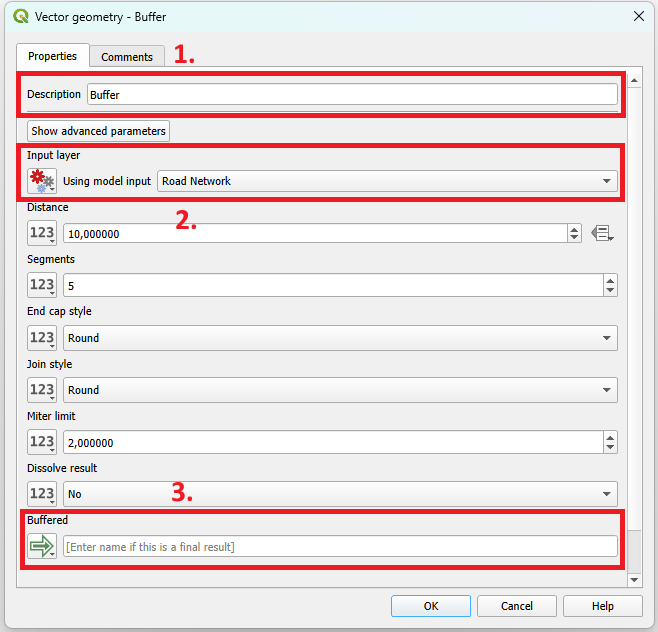 Vector geometry - Buffer
Properties Comments 1.
Description Buffer
Show advanced parameters
Input layer
Using model input Road Network
Distance
2.
123 10,000000
Segments
123 5
End cap style
123 Round
Join style
123 Round
Miter limit
123 2,000000
Dissolve result
123 No 3.
Buffered
[Enter name if this is a final result]
OK Cancel Help